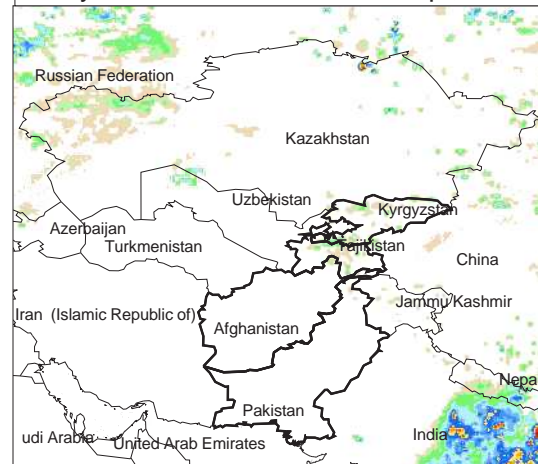 Russian Federation
Kazakhstan
Uzbekistan
Kyrgyzstan
Azerbaijan
Turkmenistan
Tajikistan
China
Jammu Kashmir
Iran (Islamic Republic of)
Afghanistan
Nepa
Pakistan
udi Arabia
United Arab Emirates
India